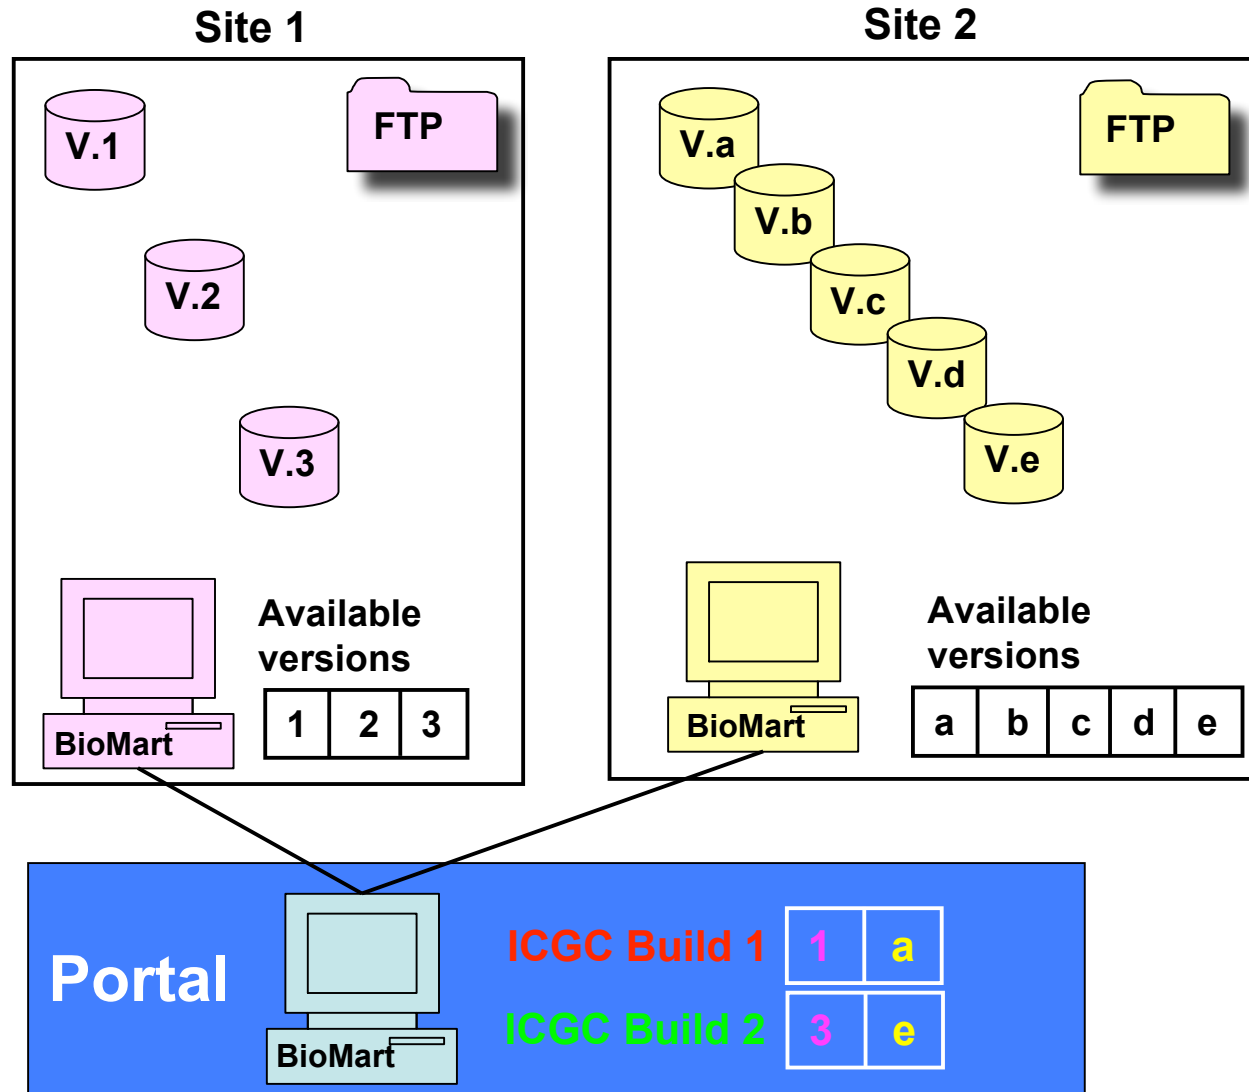 Site 1
V.1
FTP
V.2
V.3
Available
versions
1 2 3
BioMart
Site 2
V.a
FTP
V.b
V.c
V.d
V.e
Available
versions
a b c d e
BioMart
Portal
BioMart
ICGC Build 1 1 a
ICGC Build 2 3 e